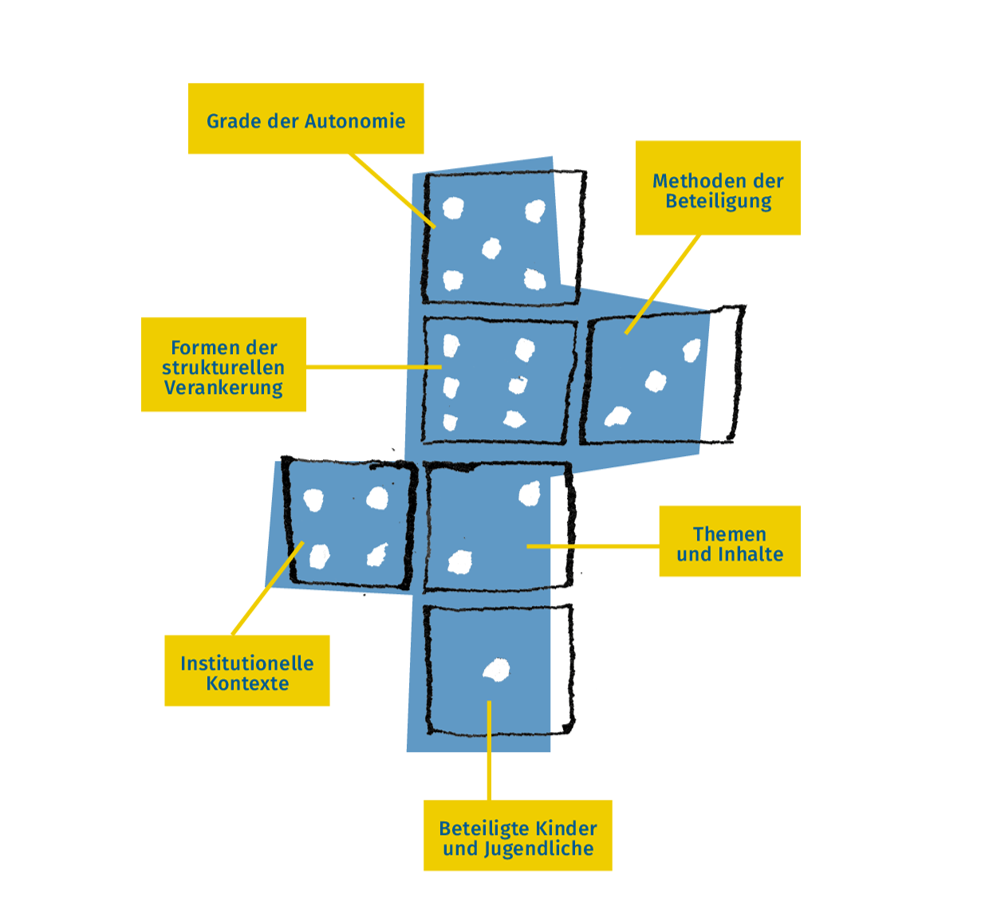 Grade der Autonomie
Methoden der
Beteiligung
Formen der
strukturellen
Verankerung
Themen
und Inhalte
Institutionelle
Kontexte
Beteiligte Kinder
und Jugendliche